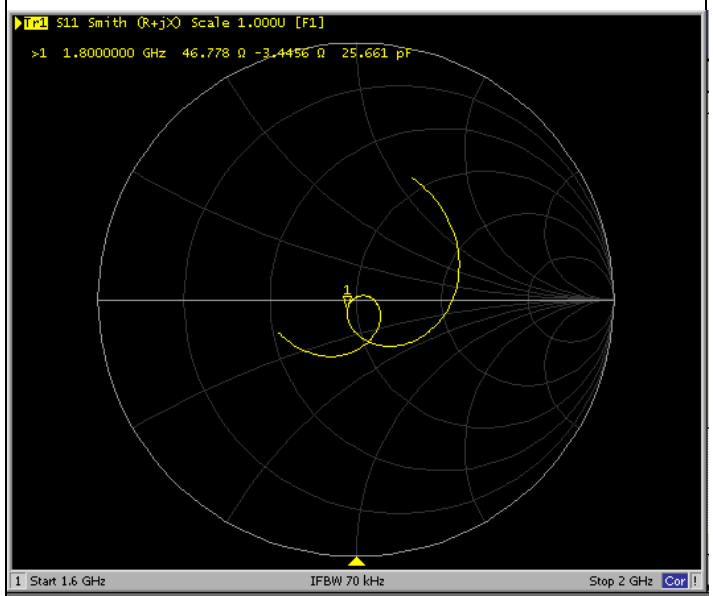 Tr1 S11 Smith (R+jX) Scale 1.000U [F1]
>1 1.8000000 GHz 46.778 Ω -3.4456 Ω 25.661 pF
1
1 Start 1.6 GHz IFBW 70 kHz Stop 2 GHz Cor !